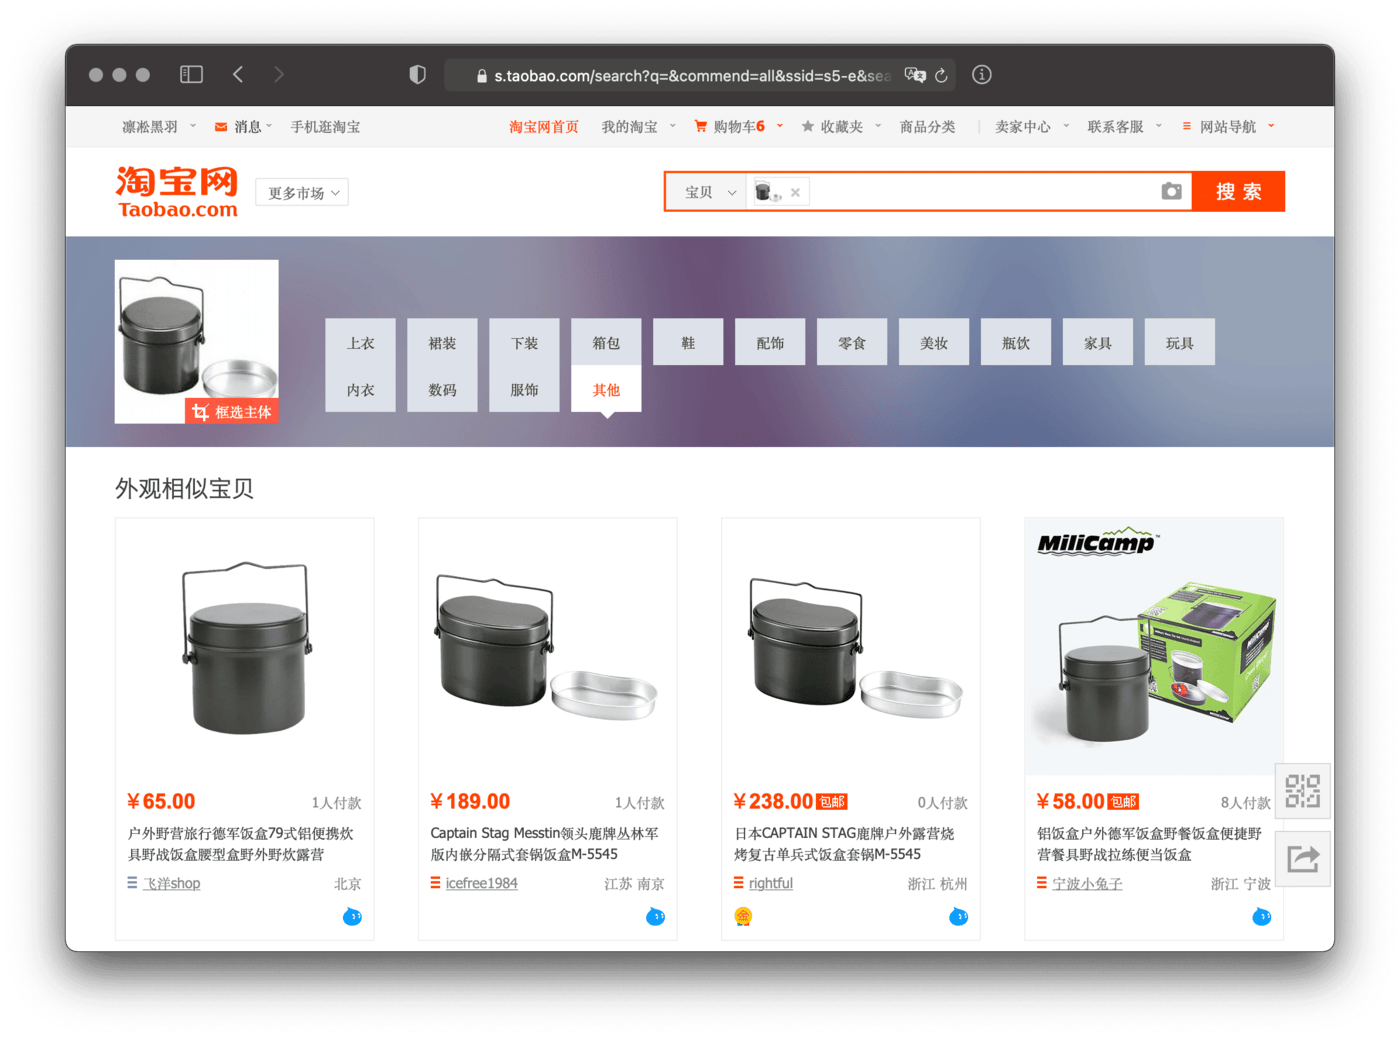 s.taobao.com/search?q=&commend=all&ssid=s5-e&sea
凛凇黑羽 消息 手机逛淘宝 淘宝网首页 我的淘宝 购物车6 收藏夹 商品分类 卖家中心 联系客服 网站导航
淘宝网
Taobao.com
更多市场
宝贝
搜索
上衣 裙装 下装 箱包 鞋 配饰 零食 美妆 瓶饮 家具 玩具
内衣 数码 服饰 其他
框选主体
外观相似宝贝
MiliCamp
MiliCamp
¥65.00 1人付款
户外野营旅行德军饭盒79式铝便携炊
具野战饭盒腰型盒野外野炊露营
飞洋shop 北京
¥189.00 1人付款
Captain Stag Messtin领头鹿牌丛林军
版内嵌分隔式套锅饭盒M-5545
icefree1984 江苏 南京
¥238.00 包邮 0人付款
日本CAPTAIN STAG鹿牌户外露营烧
烤复古单兵式饭盒套锅M-5545
rightful 浙江 杭州
¥58.00 包邮 8人付款
铝饭盒户外德军饭盒野餐饭盒便捷野
营餐具野战拉练便当饭盒
宁波小兔子 浙江 宁波